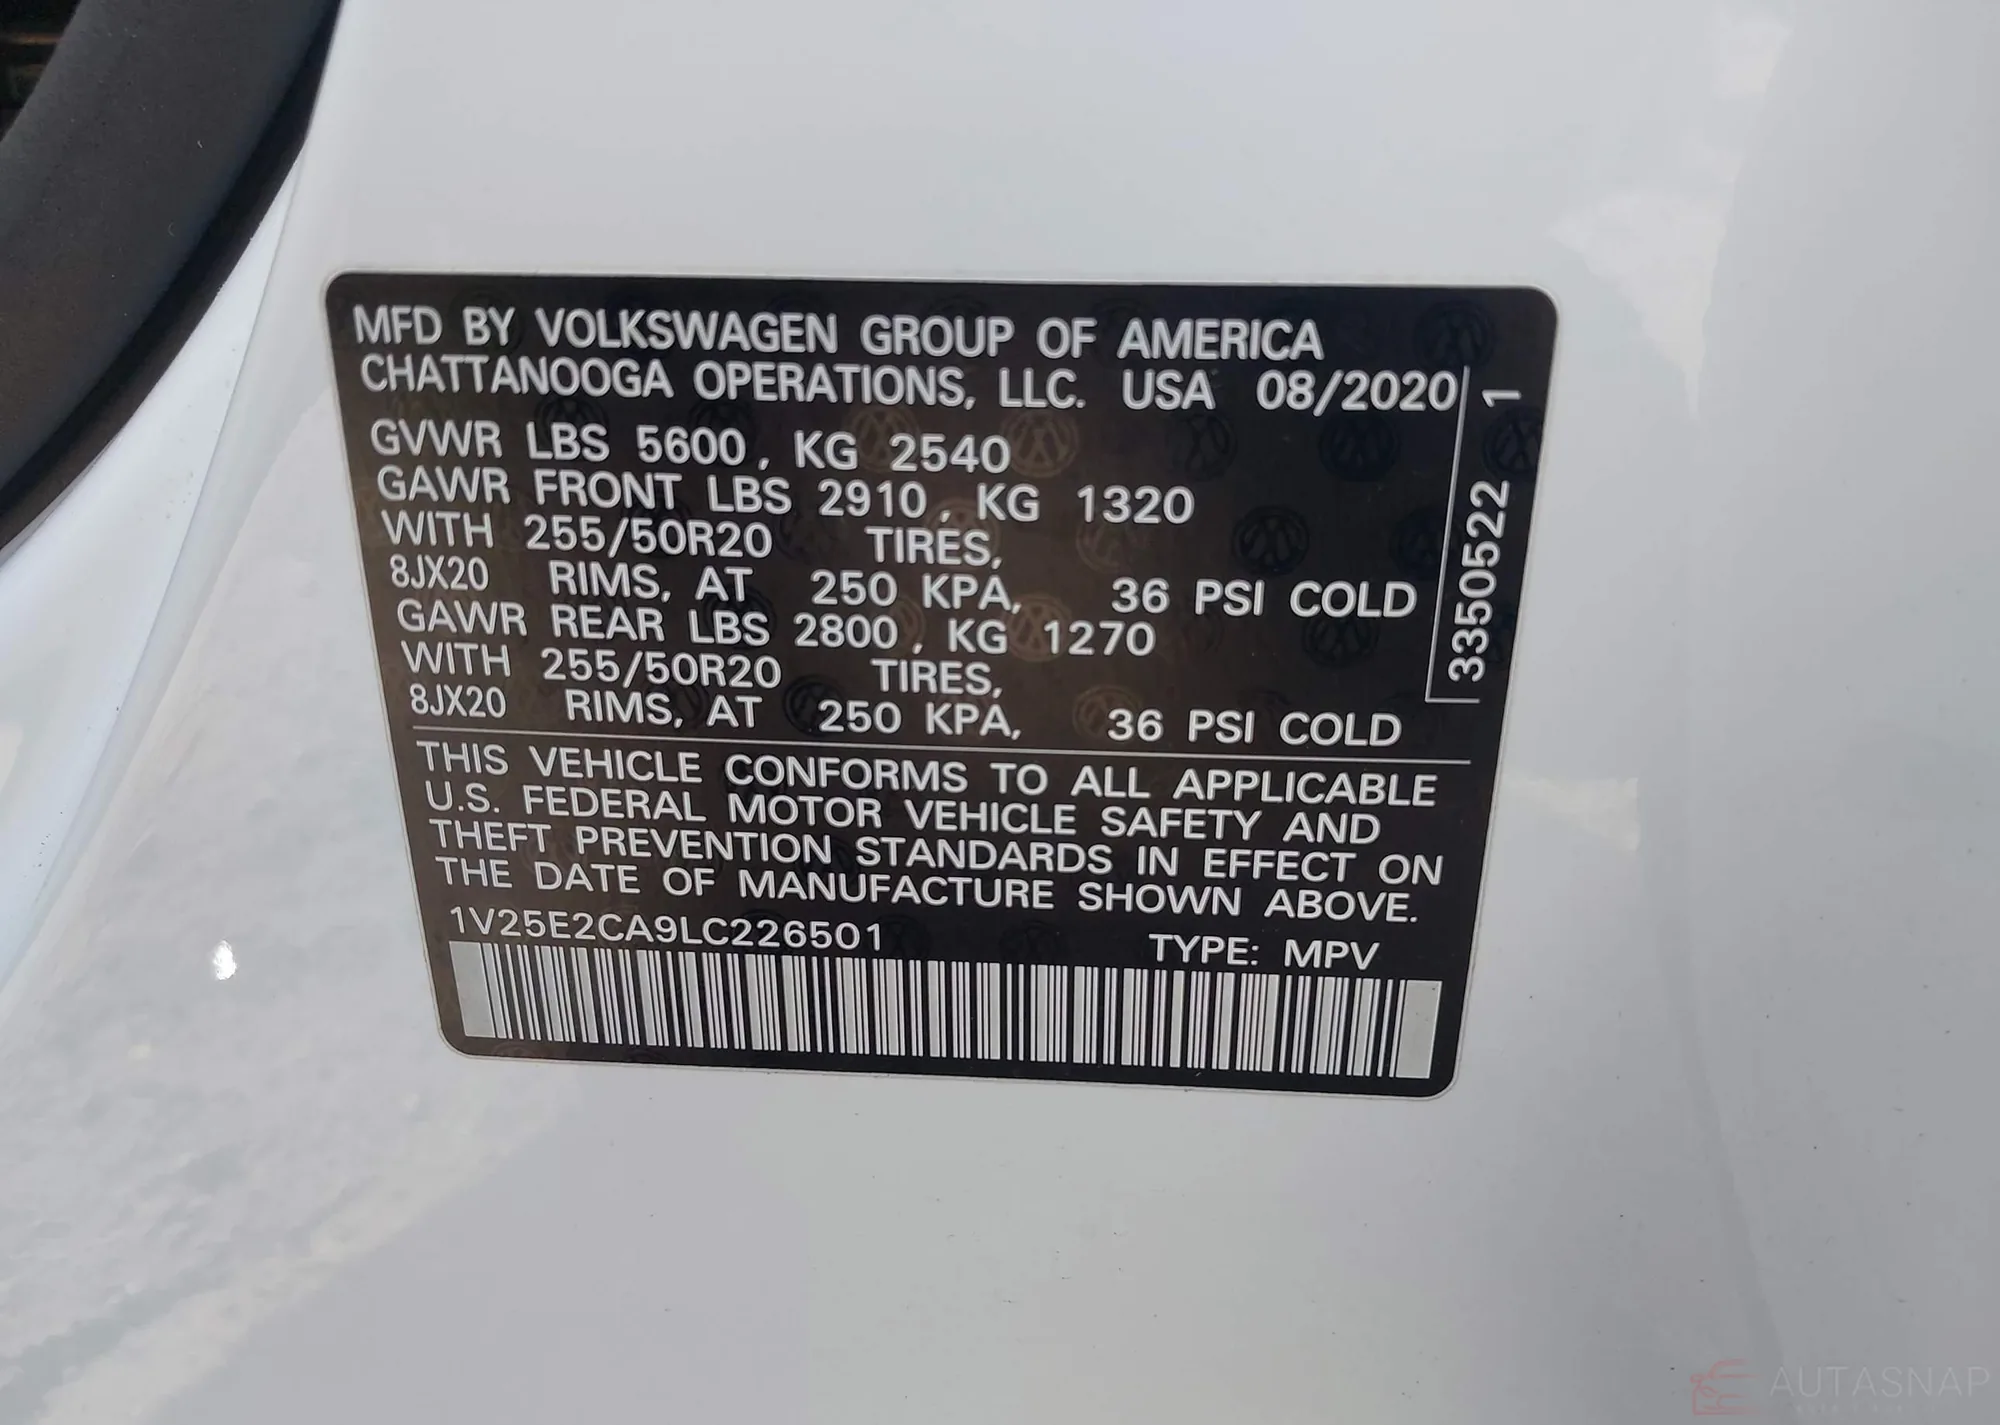 MFD BY VOLKSWAGEN GROUP OF AMERICA
CHATTANOOGA OPERATIONS, LLC. USA 08/2020
GVWR LBS 5600, KG 2540
GAWR FRONT LBS 2910, KG 1320
WITH 255/50R20 TIRES,
8JX20 RIMS, AT 250 KPA, 36 PSI COLD
GAWR REAR LBS 2800, KG 1270
WITH 255/50R20 TIRES,
8JX20 RIMS, AT 250 KPA, 36 PSI COLD
3350522 1
THIS VEHICLE CONFORMS TO ALL APPLICABLE
U.S. FEDERAL MOTOR VEHICLE SAFETY AND
THEFT PREVENTION STANDARDS IN EFFECT ON
THE DATE OF MANUFACTURE SHOWN ABOVE.
1V25E2CA9LC226501 TYPE: MPV
AUTASNAP